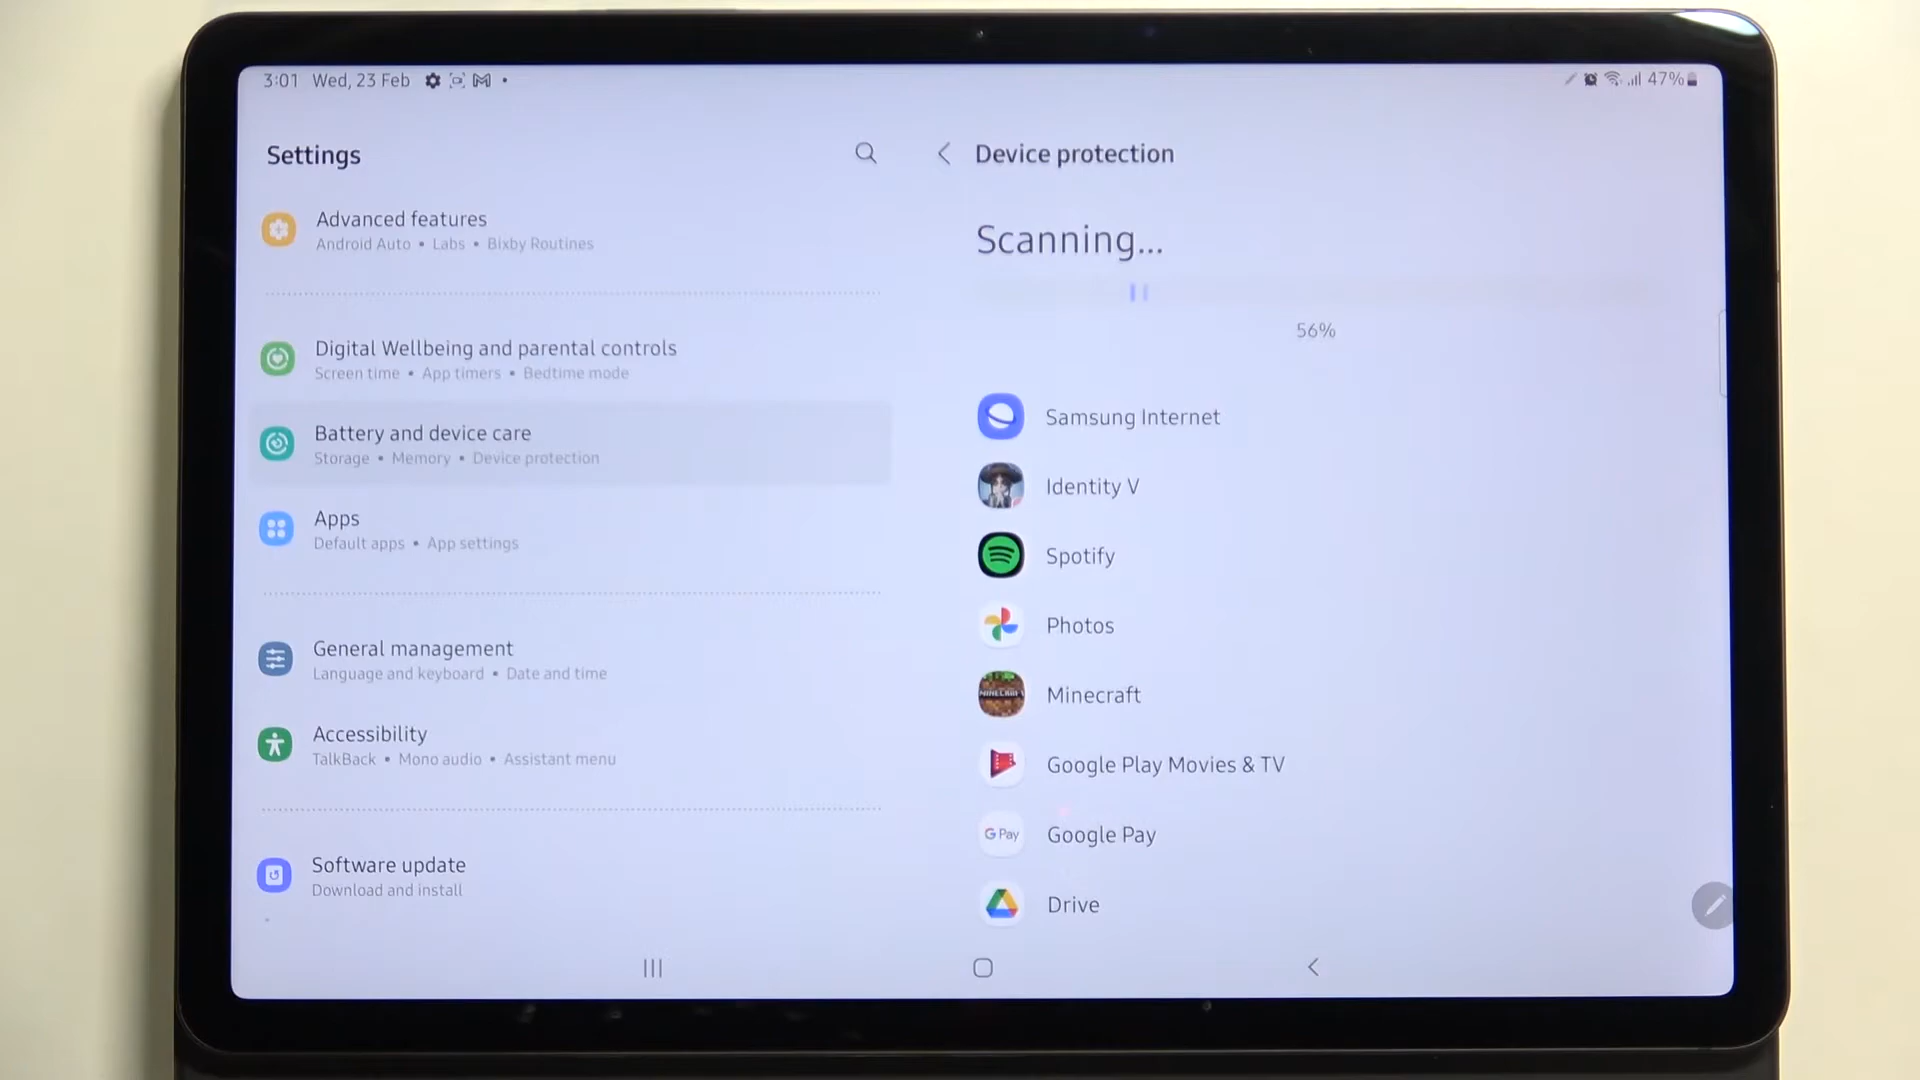 3:01 Wed, 23 Feb
47%
Settings
Advanced features
Android Auto • Labs • Bixby Routines
Digital Wellbeing and parental controls
Screen time • App timers • Bedtime mode
Battery and device care
Storage • Memory • Device protection
Apps
Default apps • App settings
General management
Language and keyboard • Date and time
Accessibility
TalkBack • Mono audio • Assistant menu
Software update
Download and install
Device protection
Scanning...
56%
Samsung Internet
Identity V
Spotify
Photos
MINECRAFT
Minecraft
Google Play Movies & TV
G Pay
Google Pay
Drive